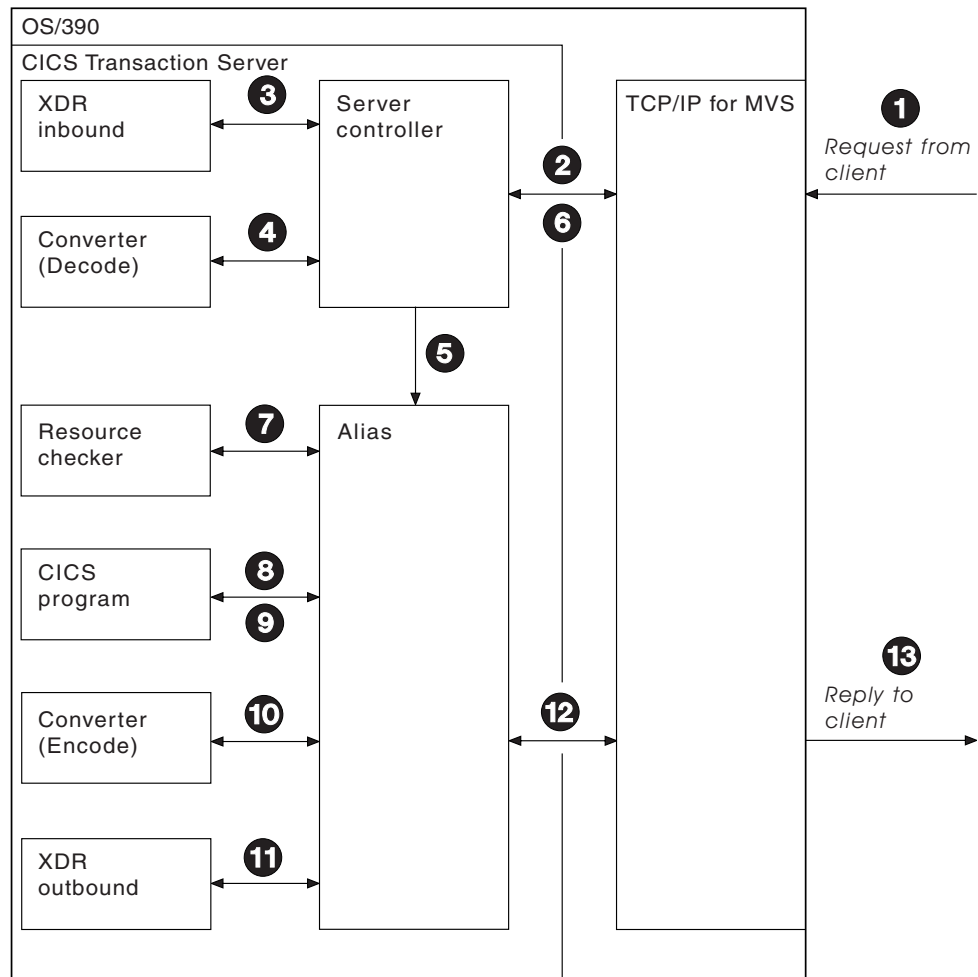 OS/390
CICS Transaction Server
XDR
inbound
3
Server
controller
TCP/IP for MVS
1
Request from
client
2
6
Converter
(Decode)
4
5
Resource
checker
7
Alias
CICS
program
8
9
13
Reply to
client
Converter
(Encode)
10
12
XDR
outbound
11